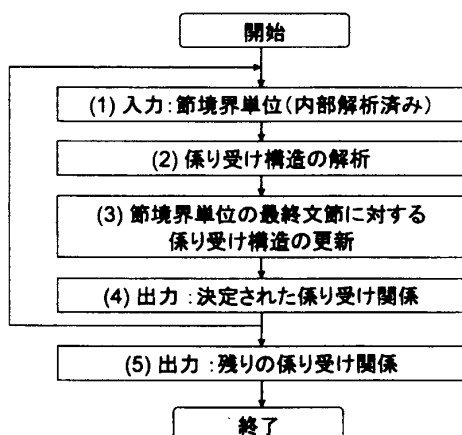 開始
(1) 入力：節境界単位（内部解析済み）
(2) 係り受け構造の解析
(3) 節境界単位の最終文節に対する
係り受け構造の更新
(4) 出力：決定された係り受け関係
(5) 出力：残りの係り受け関係
終了